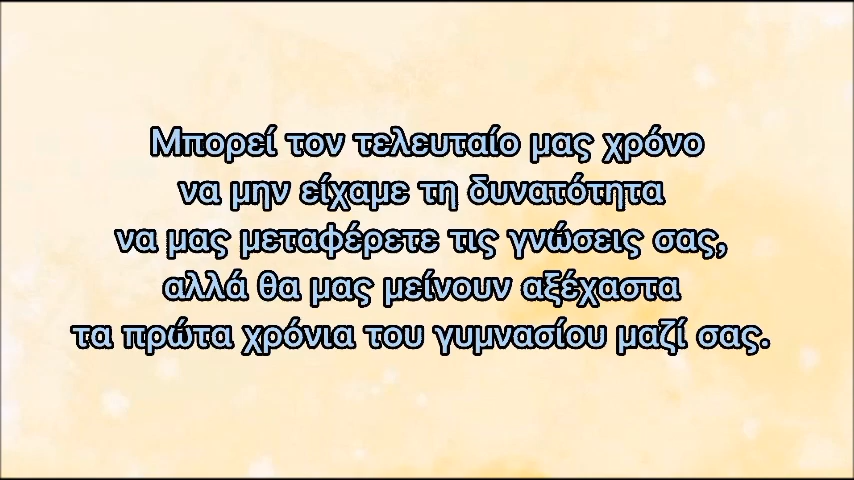 Μπορεί τον τελευταίο μας χρόνο
να μην είχαμε τη δυνατότητα
να μας μεταφέρετε τις γνώσεις σας,
αλλά θα μας μείνουν αξέχαστα
τα πρώτα χρόνια του γυμνασίου μαζί σας.